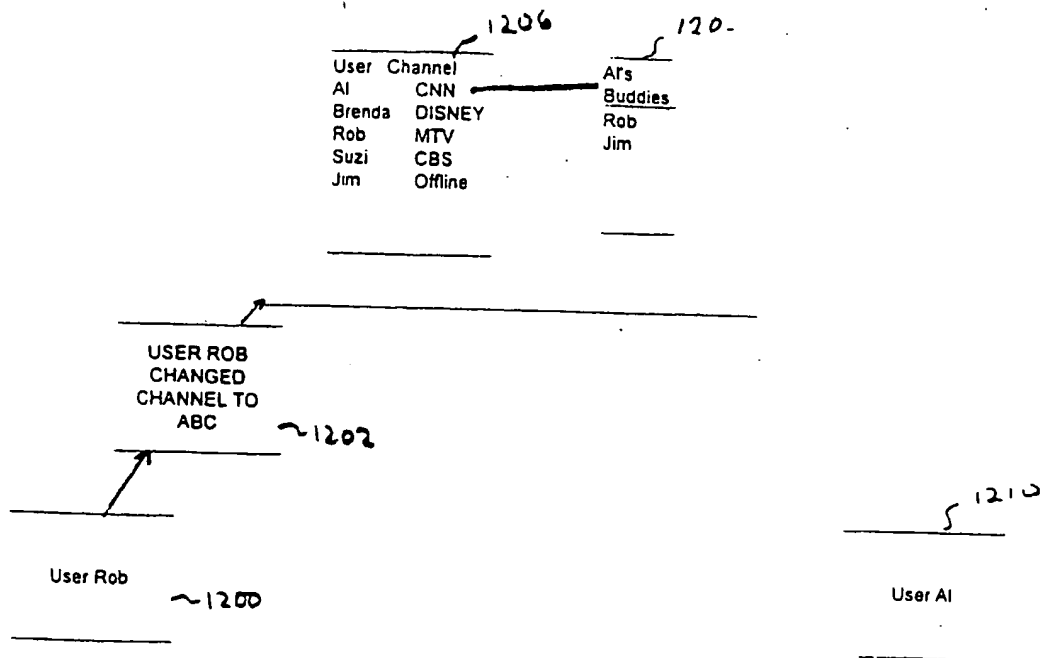 1206
120-
User Channel
Al CNN
Brenda DISNEY
Rob MTV
Suzi CBS
Jim Offline
Al's
Buddies
Rob
Jim
USER ROB
CHANGED
CHANNEL TO
ABC
~1202
1210
User Rob
~1200
User Al